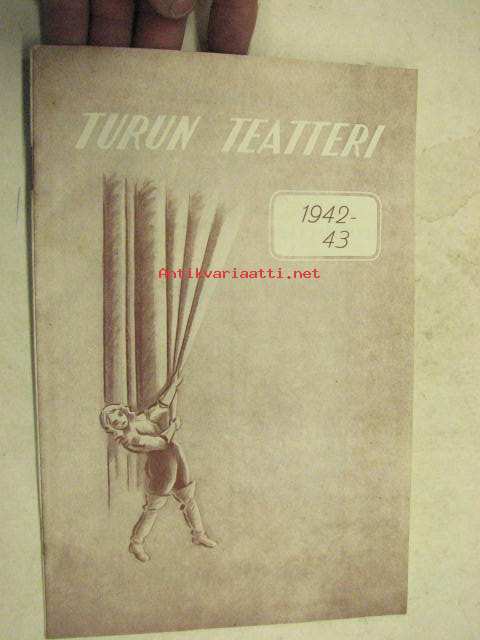 TURUN TEATTERI
1942-
43
Antikvariaatti.net